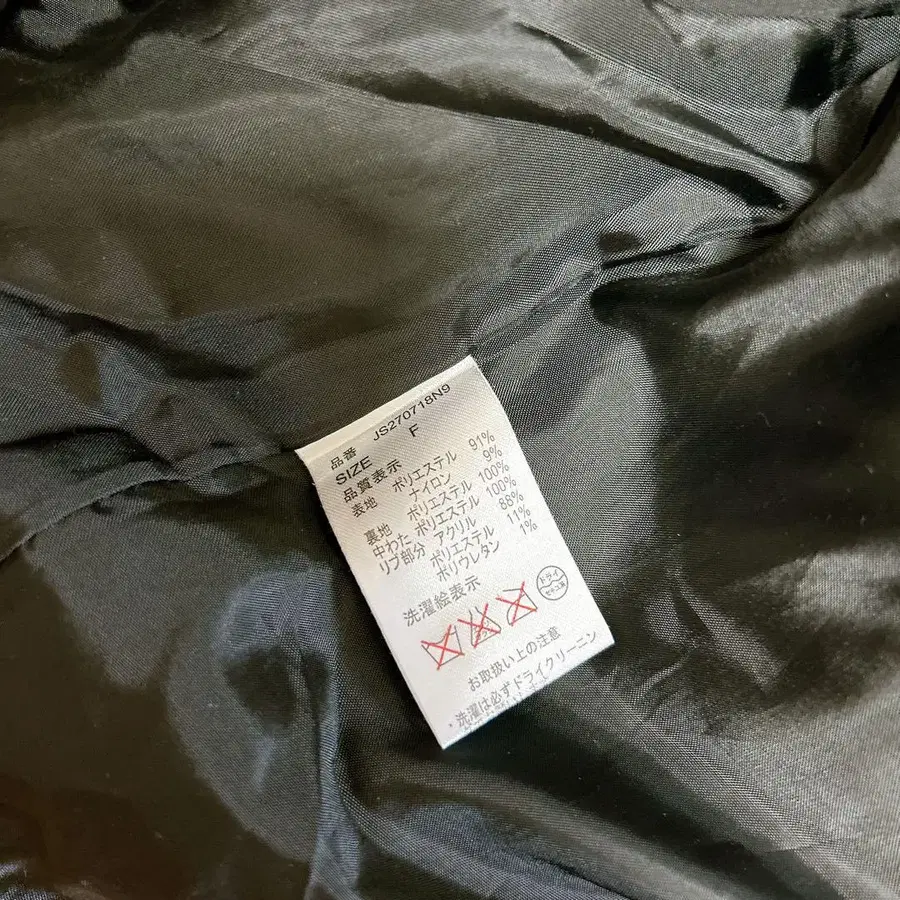 品番 JS270718N9
SIZE F
品質表示
表地 ポリエステル 91%
ナイロン 9%
裏地 ポリエステル 100%
中わた ポリエステル 100%
リブ部分 アクリル 88%
ポリエステル 11%
ポリウレタン 1%
洗濯絵表示
ドライ
お取扱い上の注意
・洗濯は必ずドライクリーニン